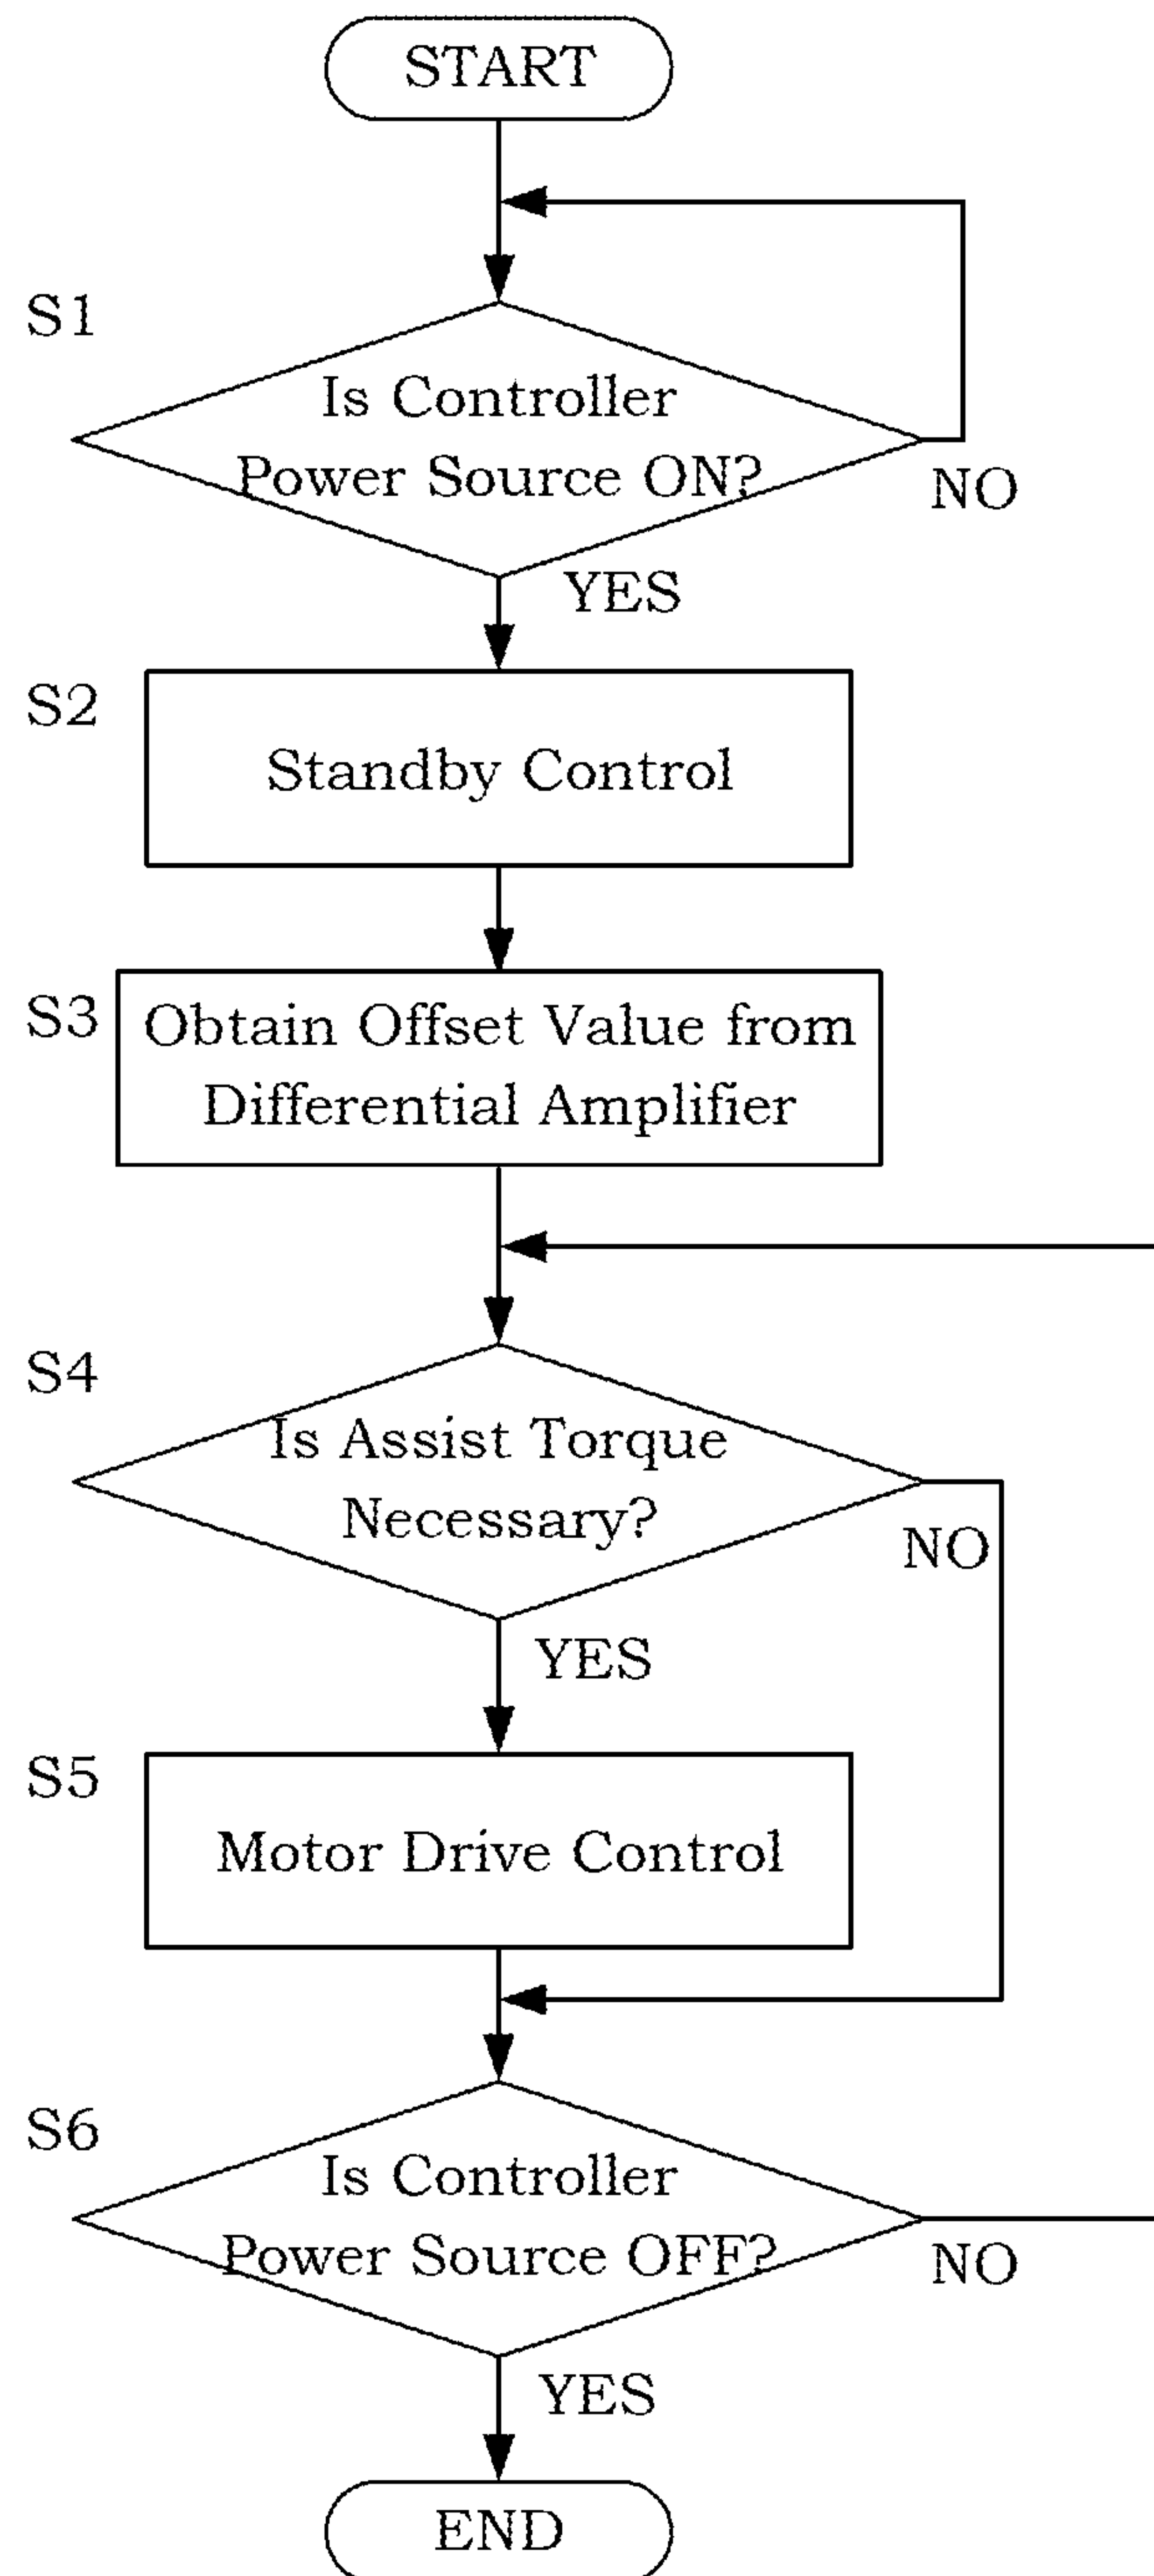 START
S1
Is Controller
Power Source ON?
NO
YES
S2
Standby Control
S3
Obtain Offset Value from
Differential Amplifier
S4
Is Assist Torque
Necessary?
NO
YES
S5
Motor Drive Control
S6
Is Controller
Power Source OFF?
NO
YES
END